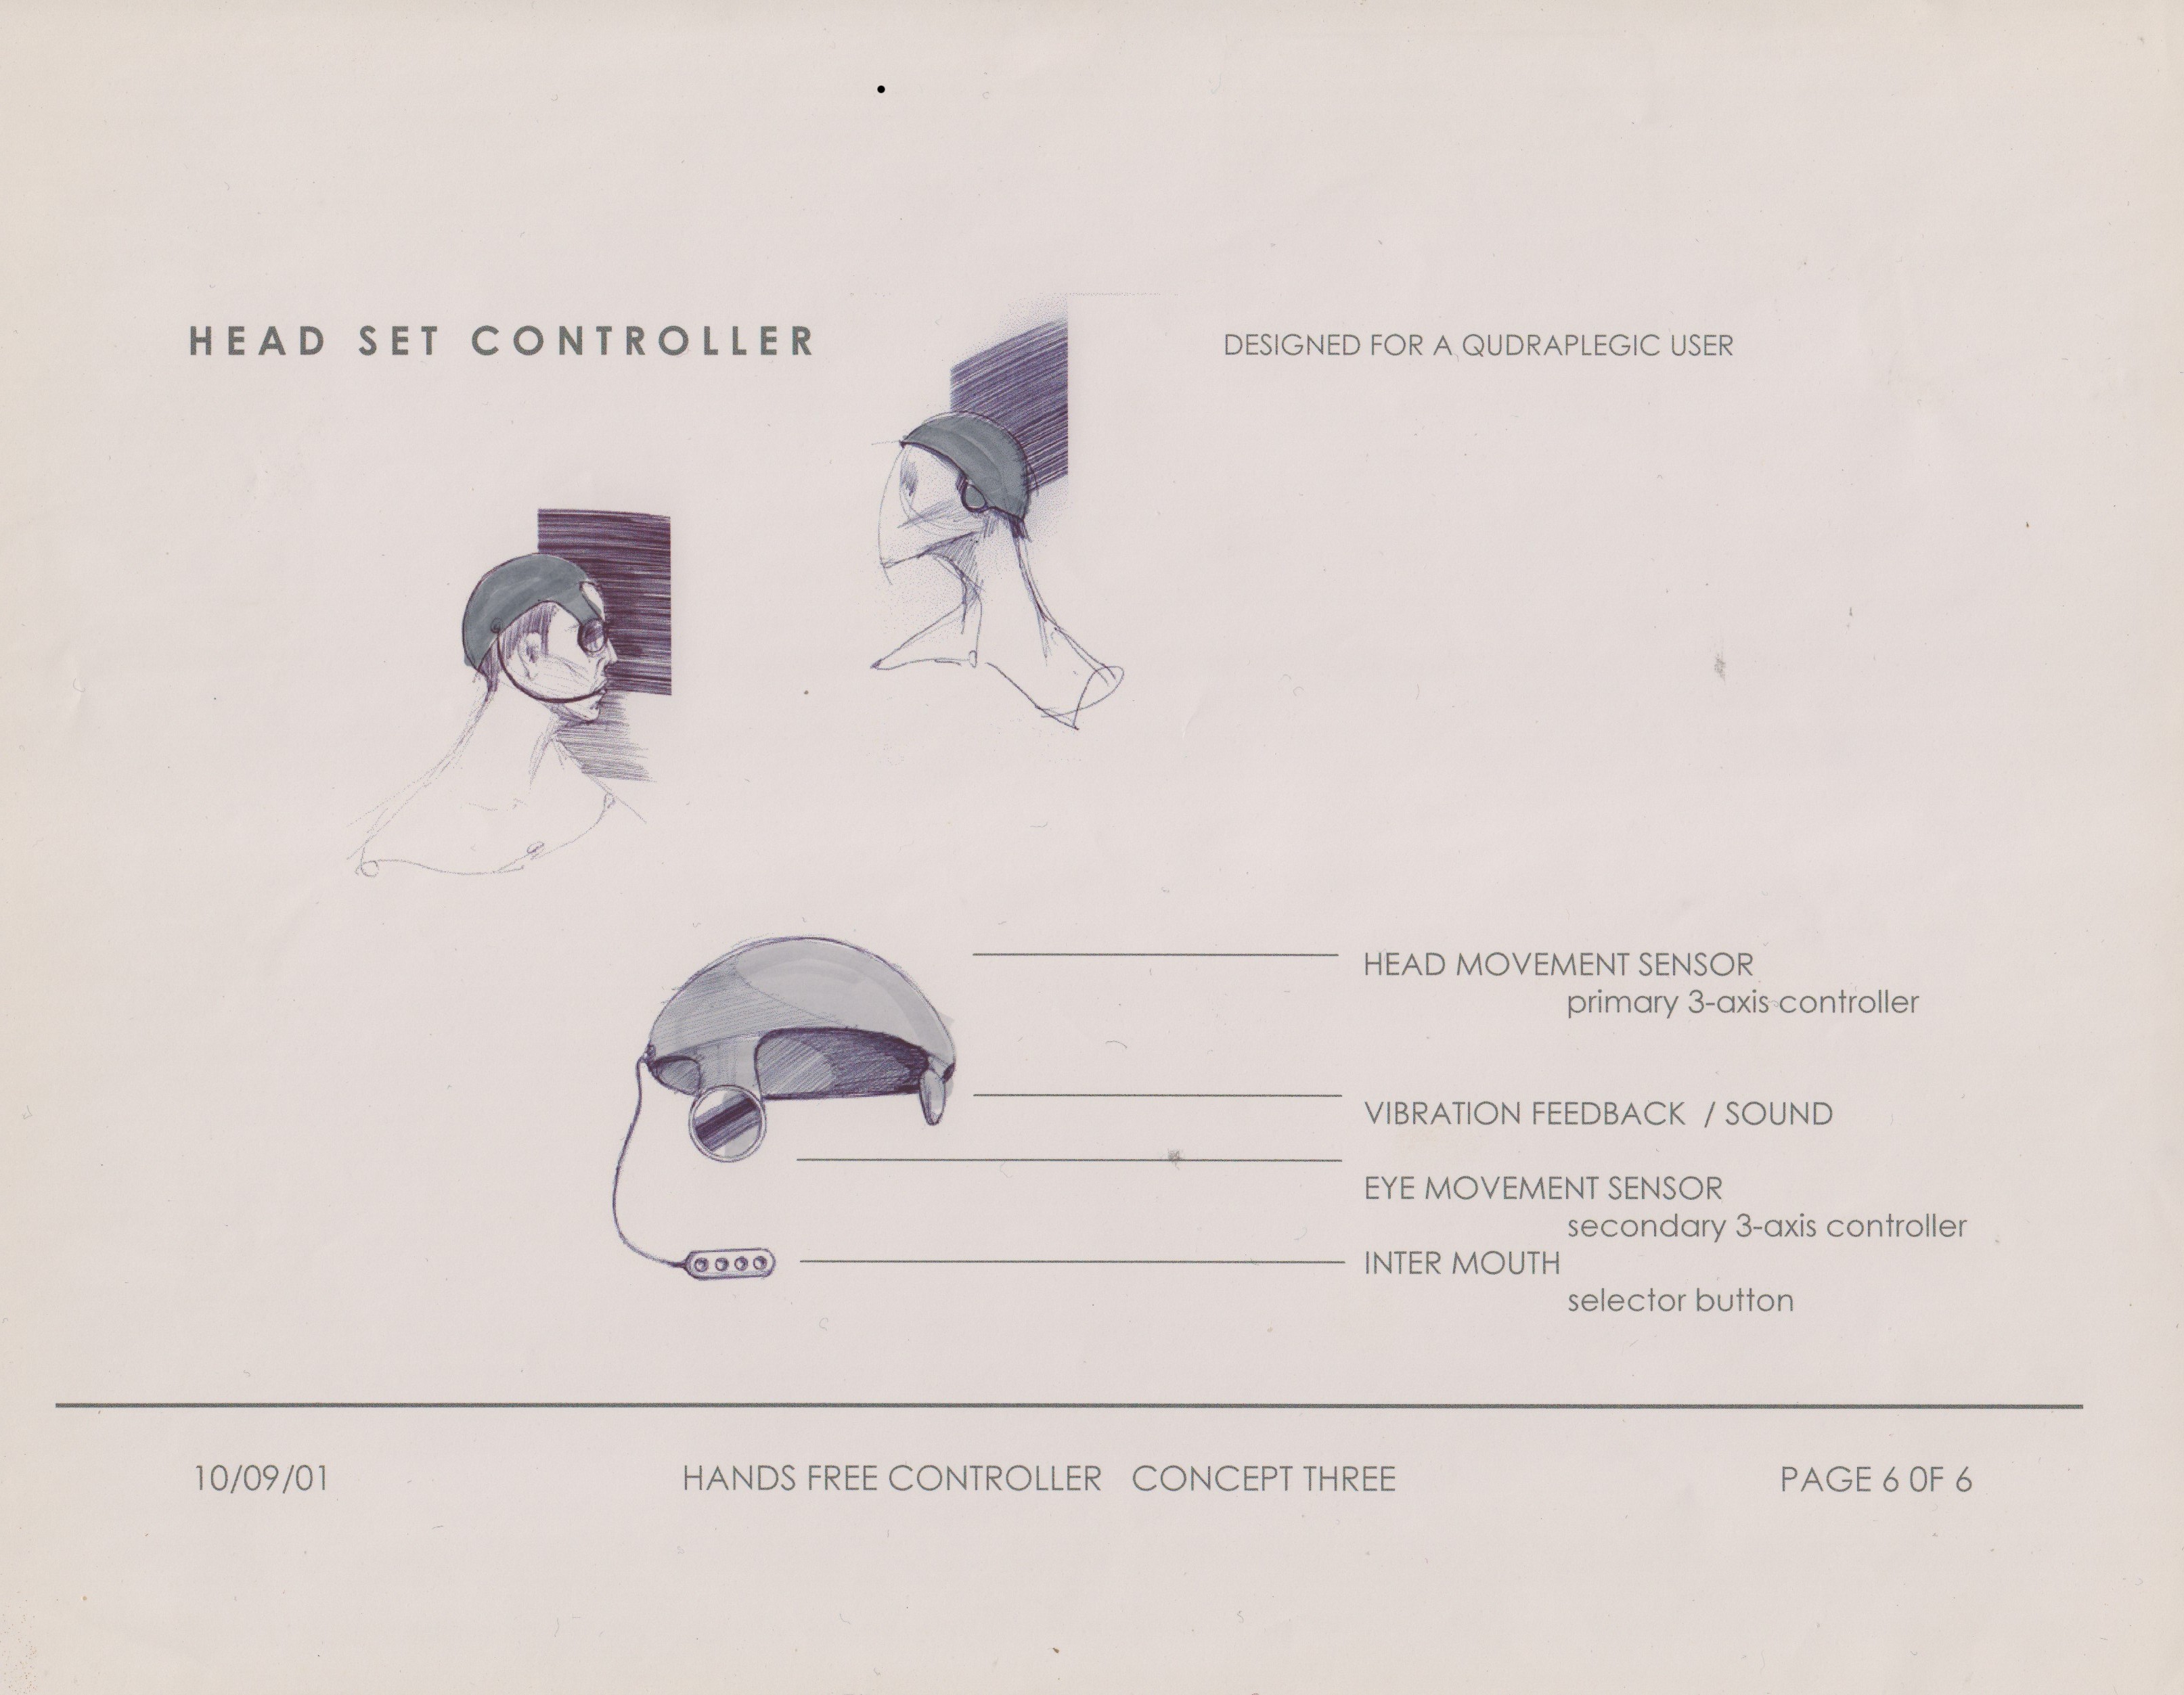 HEAD SET CONTROLLER
DESIGNED FOR A QUDRAPLEGIC USER
HEAD MOVEMENT SENSOR
primary 3-axis controller
VIBRATION FEEDBACK / SOUND
EYE MOVEMENT SENSOR
secondary 3-axis controller
INTER MOUTH
selector button
10/09/01
HANDS FREE CONTROLLER CONCEPT THREE
PAGE 6 0F 6